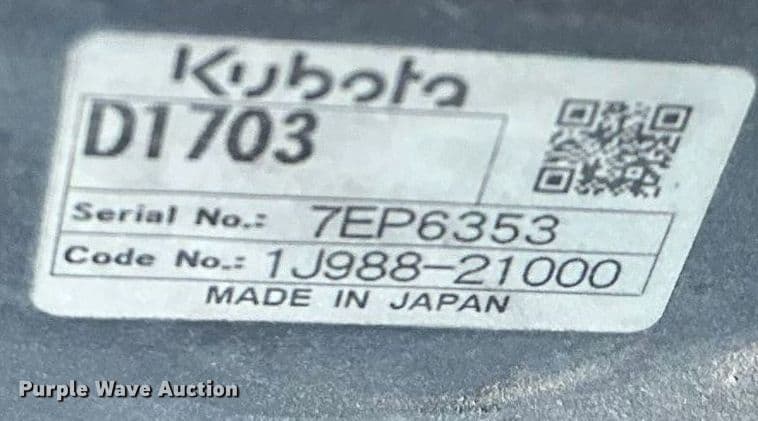 Kubota
D1703
Serial No.: 7EP6353
Code No.: 1J988-21000
MADE IN JAPAN
Purple Wave Auction